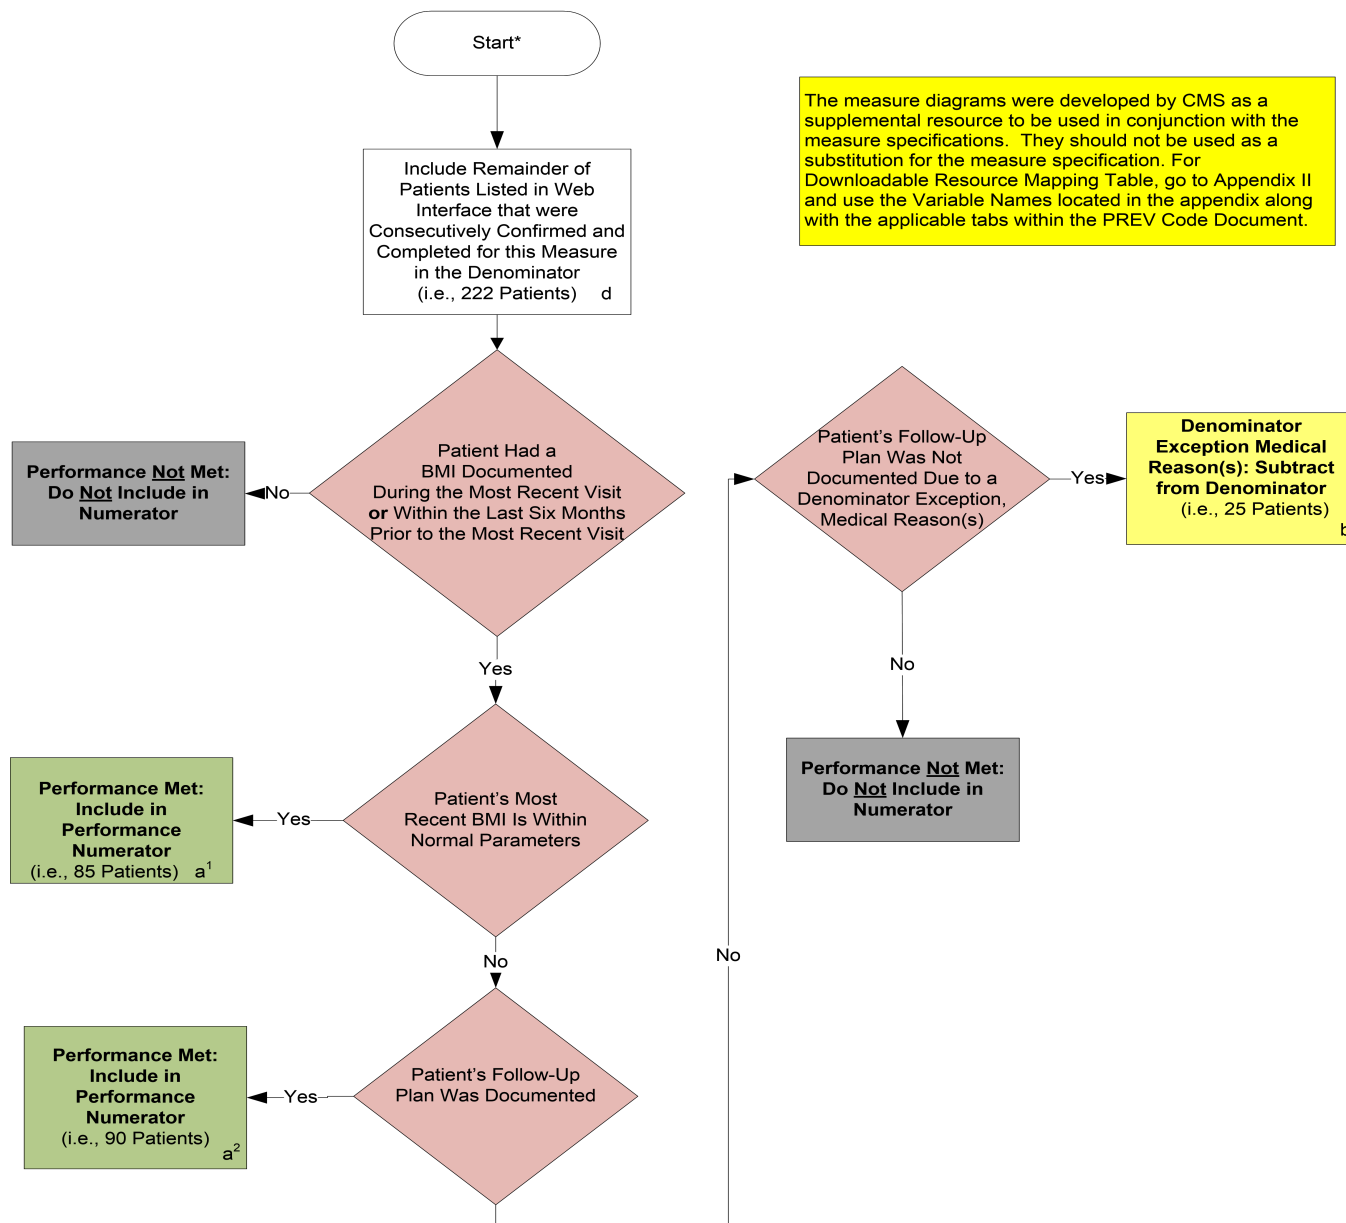 Start*
Include Remainder of
Patients Listed in Web
Interface that were
Consecutively Confirmed and
Completed for this Measure
in the Denominator
(i.e., 222 Patients) d
The measure diagrams were developed by CMS as a
supplemental resource to be used in conjunction with the
measure specifications. They should not be used as a
substitution for the measure specification. For
Downloadable Resource Mapping Table, go to Appendix II
and use the Variable Names located in the appendix along
with the applicable tabs within the PREV Code Document.
Patient Had a
BMI Documented
During the Most Recent Visit
or Within the Last Six Months
Prior to the Most Recent Visit
No
Performance Not Met:
Do Not Include in
Numerator
Yes
Patient's Most
Recent BMI Is Within
Normal Parameters
Yes
Performance Met:
Include in
Performance
Numerator
(i.e., 85 Patients) a¹
No
Patient's Follow-Up
Plan Was Documented
Yes
Performance Met:
Include in
Performance
Numerator
(i.e., 90 Patients)
a²
No
Patient's Follow-Up
Plan Was Not
Documented Due to a
Denominator Exception,
Medical Reason(s)
Yes
Denominator
Exception Medical
Reason(s): Subtract
from Denominator
(i.e., 25 Patients)
b
No
Performance Not Met:
Do Not Include in
Numerator